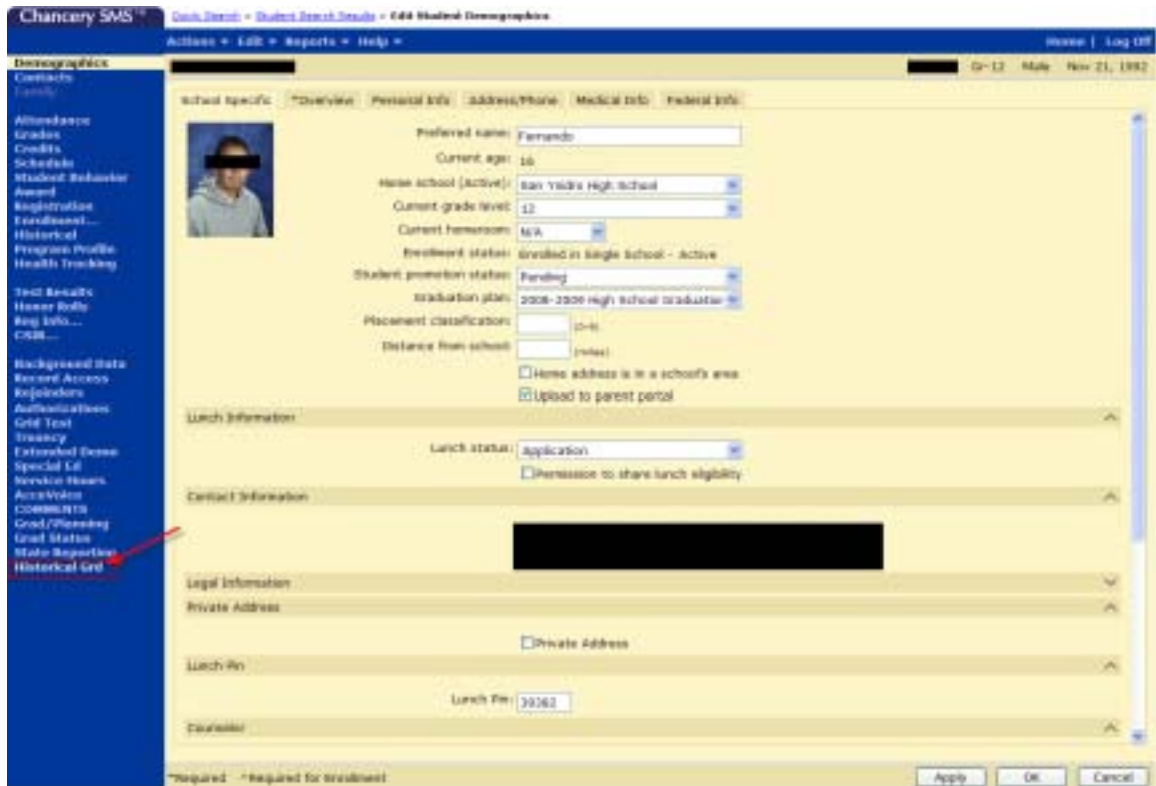 Chancery SMS™
Quick Search > Student Search Results > Edit Student Demographics
Actions Edit Reports Help
Home | Log Off
Demographics
Contacts
Family
Attendance
Grades
Credits
Schedule
Student Behavior
Award
Registration
Enrollment...
Historical
Program Profile
Health Tracking
Test Results
Honor Rolls
Reg Info...
CSIS...
Background Data
Record Access
Rejoinders
Authorizations
Grid Text
Truancy
Extended Demo
Special Ed
Service Hours
AccuVoice
COMMENTS
Grad/Planning
Grad Status
State Reporting
Historical Grd
Gr-12 Male Nov 21, 1992
School Specific *Overview Personal Info Address/Phone Medical Info Federal Info
Preferred name: Fernando
Current age: 16
Home school (Active): San Ysidro High School
Current grade level: 12
Current homeroom: N/A
Enrollment status: Enrolled in Single School - Active
Student promotion status: Pending
Graduation plan: 2008-2009 High School Graduation
Placement classification: (0-9)
Distance from school: (miles)
Home address is in a school's area
Upload to parent portal
Lunch Information
Lunch status: Application
Permission to share lunch eligibility
Contact Information
Legal Information
Private Address
Private Address
Lunch Pin
Lunch Pin: 39362
Counselor
*Required ^Required for Enrollment
Apply OK Cancel